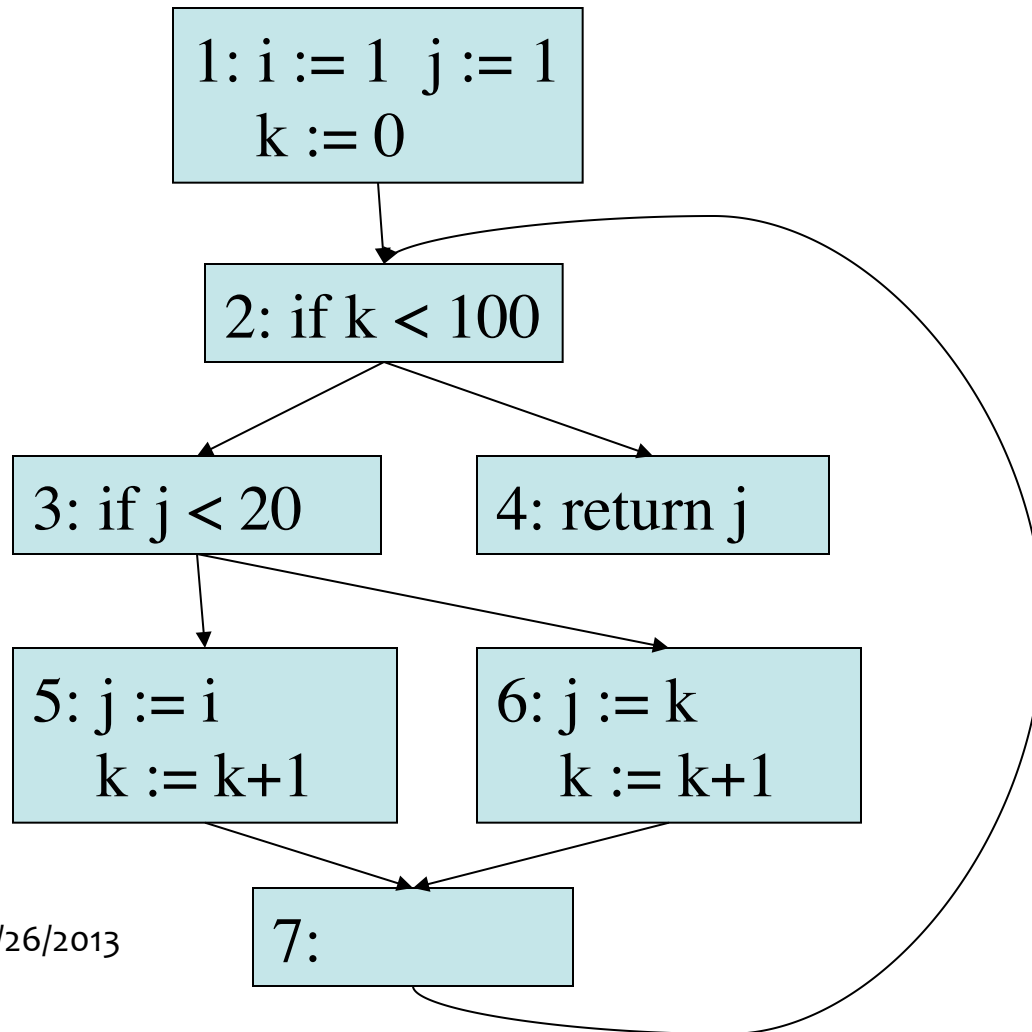 1: i := 1 j := 1
k := 0
2: if k < 100
3: if j < 20
4: return j
5: j := i
k := k+1
6: j := k
k := k+1
7:
/26/2013